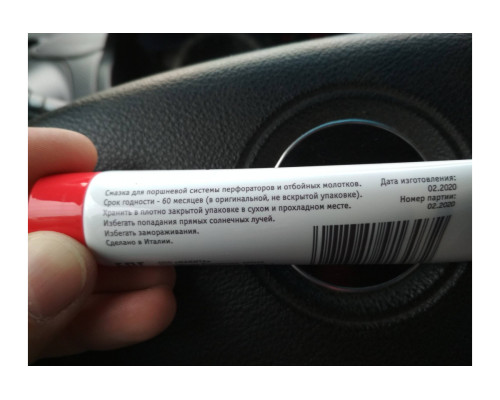 Смазка для поршневой системы перфораторов и отбойных молотков.
Срок годности - 60 месяцев (в оригинальной, не вскрытой упаковке).
Хранить в плотно закрытой упаковке в сухом и прохладном месте.
Избегать попадания прямых солнечных лучей.
Избегать замораживания.
Сделано в Италии.
Дата изготовления:
02.2020
Номер партии:
02.2020